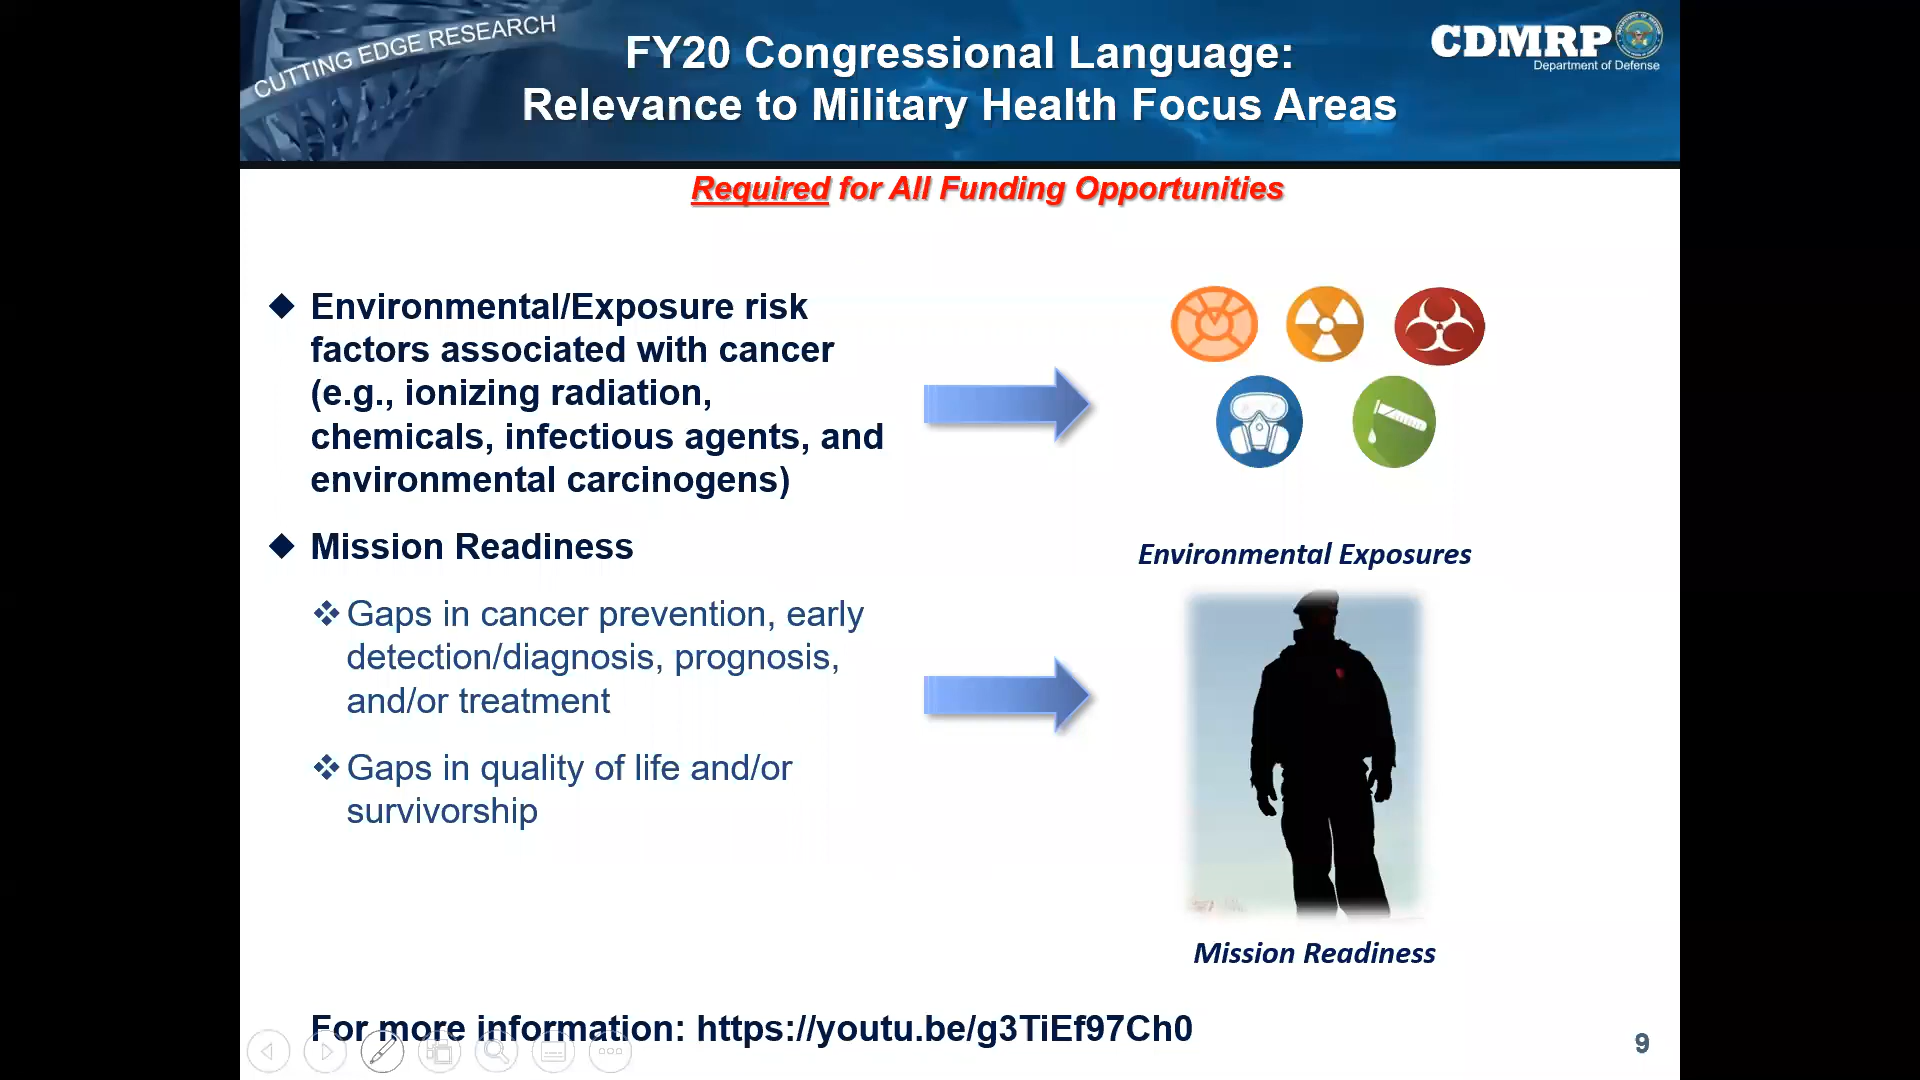 CUTTING EDGE RESEARCH
FY20 Congressional Language:
Relevance to Military Health Focus Areas
CDMRP
Department of Defense
Required for All Funding Opportunities
Environmental/Exposure risk
factors associated with cancer
(e.g., ionizing radiation,
chemicals, infectious agents, and
environmental carcinogens)
Mission Readiness
Gaps in cancer prevention, early
detection/diagnosis, prognosis,
and/or treatment
Gaps in quality of life and/or
survivorship
Environmental Exposures
Mission Readiness
For more information: https://youtu.be/g3TiEf97Ch0
9